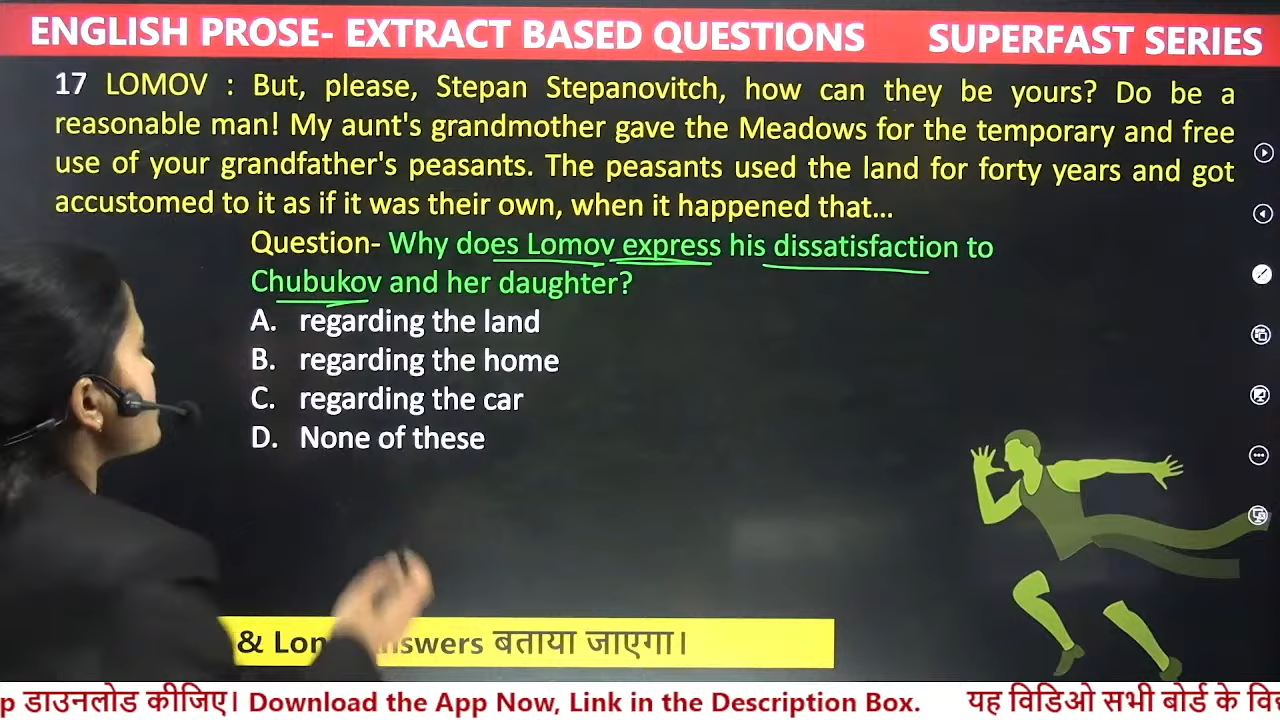 ENGLISH PROSE- EXTRACT BASED QUESTIONS SUPERFAST SERIES
17 LOMOV : But, please, Stepan Stepanovitch, how can they be yours? Do be a
reasonable man! My aunt's grandmother gave the Meadows for the temporary and free
use of your grandfather's peasants. The peasants used the land for forty years and got
accustomed to it as if it was their own, when it happened that...
Question- Why does Lomov express his dissatisfaction to
Chubukov and her daughter?
A. regarding the land
B. regarding the home
C. regarding the car
D. None of these
& Lon nswers बताया जाएगा।
p डाउनलोड कीजिए। Download the App Now, Link in the Description Box. यह विडिओ सभी बोर्ड के